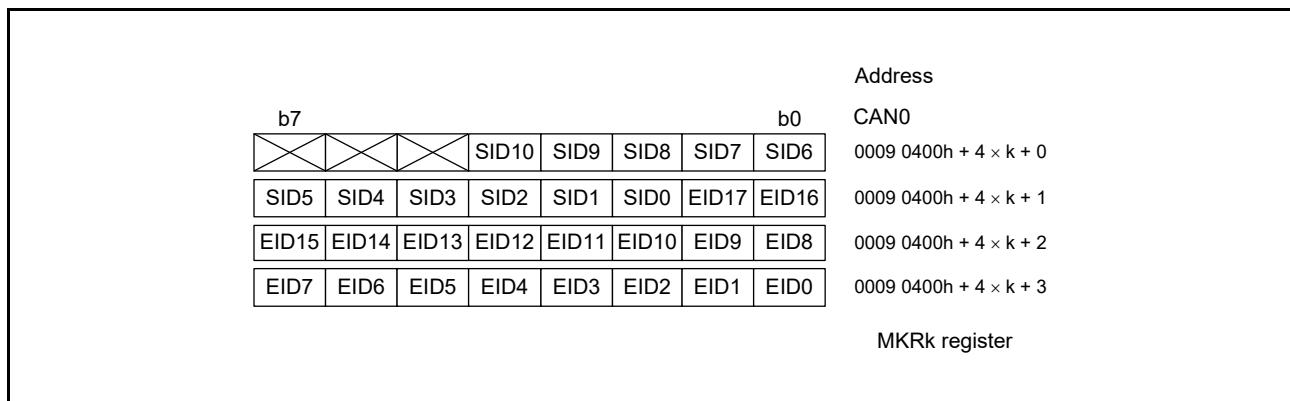 Address
b7 b0 CAN0
SID10 SID9 SID8 SID7 SID6 0009 0400h + 4 × k + 0
SID5 SID4 SID3 SID2 SID1 SID0 EID17 EID16 0009 0400h + 4 × k + 1
EID15 EID14 EID13 EID12 EID11 EID10 EID9 EID8 0009 0400h + 4 × k + 2
EID7 EID6 EID5 EID4 EID3 EID2 EID1 EID0 0009 0400h + 4 × k + 3
MKRk register